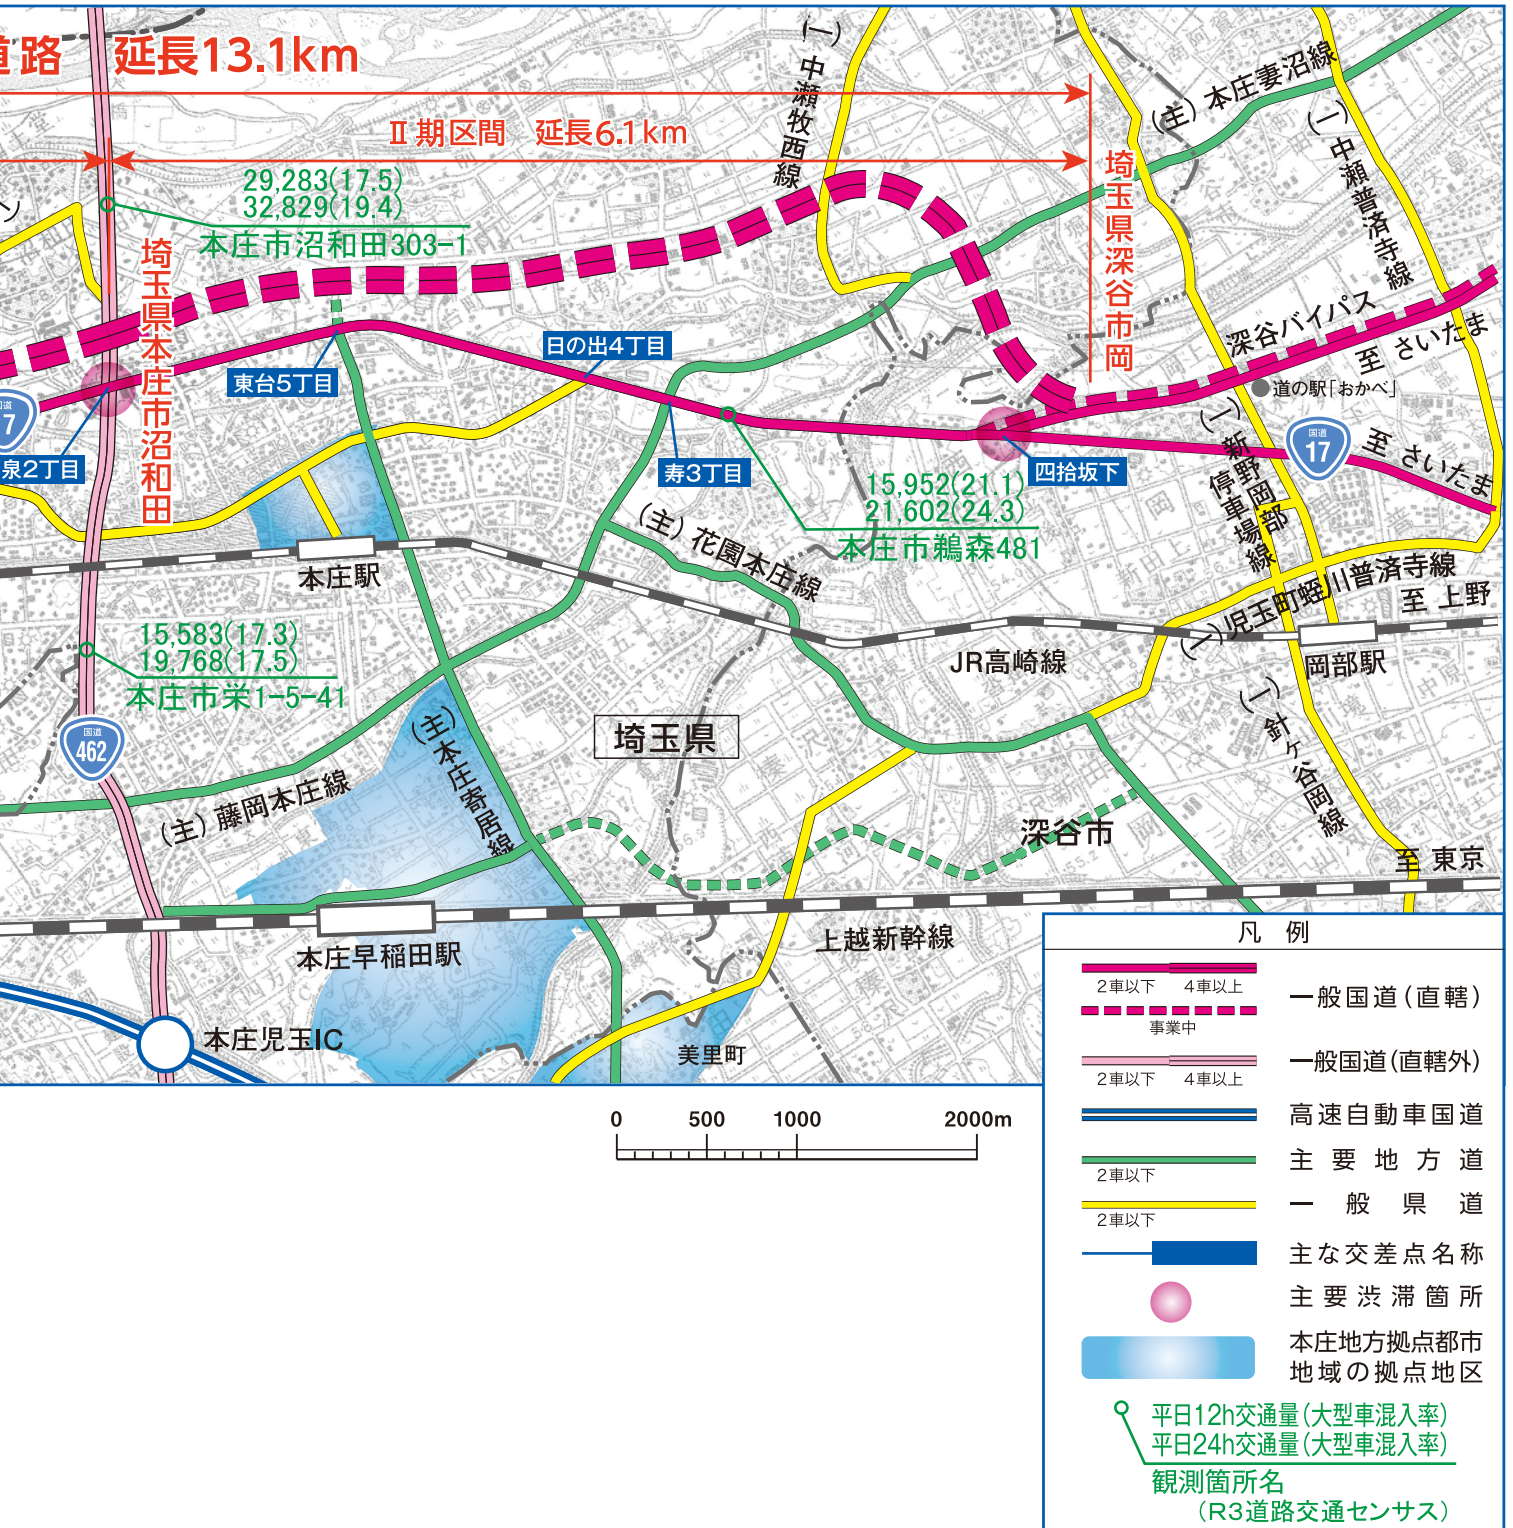 道路　延長13.1km
Ⅱ期区間　延長6.1km
(一)中瀬牧西線
(主)本庄妻沼線
(一)中瀬普済寺線
29,283(17.5)
32,829(19.4)
本庄市沼和田303-1
ン
埼玉県本庄市沼和田
埼玉県深谷市岡
深谷バイパス
至 さいたま
道の駅「おかべ」
日の出4丁目
東台5丁目
国道
7
泉2丁目
寿3丁目
四拾坂下
15,952(21.1)
21,602(24.3)
本庄市鵜森481
国道
17
至 さいたま
(一)新野岡部停車場線
(主)花園本庄線
本庄駅
(一)児玉町蛭川普済寺線
至 上野
15,583(17.3)
19,768(17.5)
本庄市栄1-5-41
JR高崎線
岡部駅
国道
462
(主)本庄寄居線
埼玉県
(一)針ヶ谷岡線
(主)藤岡本庄線
深谷市
至 東京
本庄早稲田駅
上越新幹線
本庄児玉IC
美里町
0 500 1000 2000m
凡 例
2車以下 4車以上
一般国道(直轄)
事業中
2車以下 4車以上
一般国道(直轄外)
高速自動車国道
主要地方道
2車以下
一般県道
2車以下
主な交差点名称
主要渋滞箇所
本庄地方拠点都市
地域の拠点地区
平日12h交通量(大型車混入率)
平日24h交通量(大型車混入率)
観測箇所名
(R3道路交通センサス)